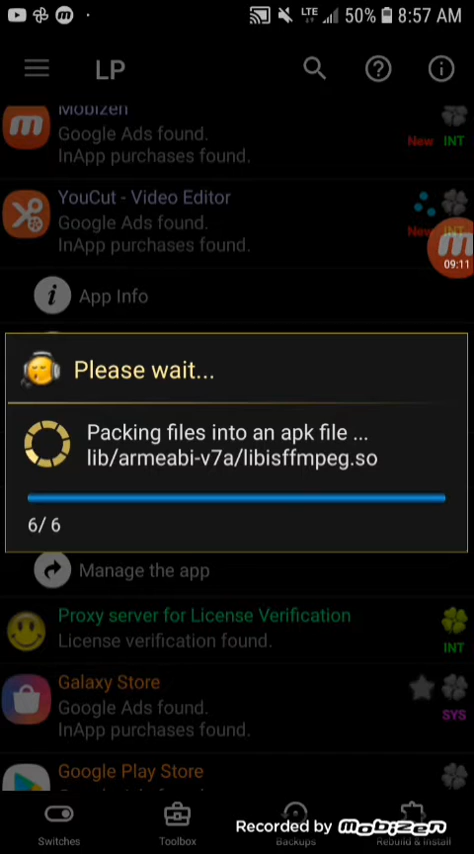 LTE 50% 8:57 AM
LP
Mobizen
Google Ads found.
InApp purchases found.
New INT
YouCut - Video Editor
Google Ads found.
InApp purchases found.
New INT
09:11
App Info
Please wait...
Packing files into an apk file ...
lib/armeabi-v7a/libisffmpeg.so
6/ 6
Manage the app
Proxy server for License Verification
License verification found.
INT
Galaxy Store
Google Ads found.
InApp purchases found.
SYS
Google Play Store
Switches
Toolbox
Backups
Rebuild & Install
Recorded by mobizen